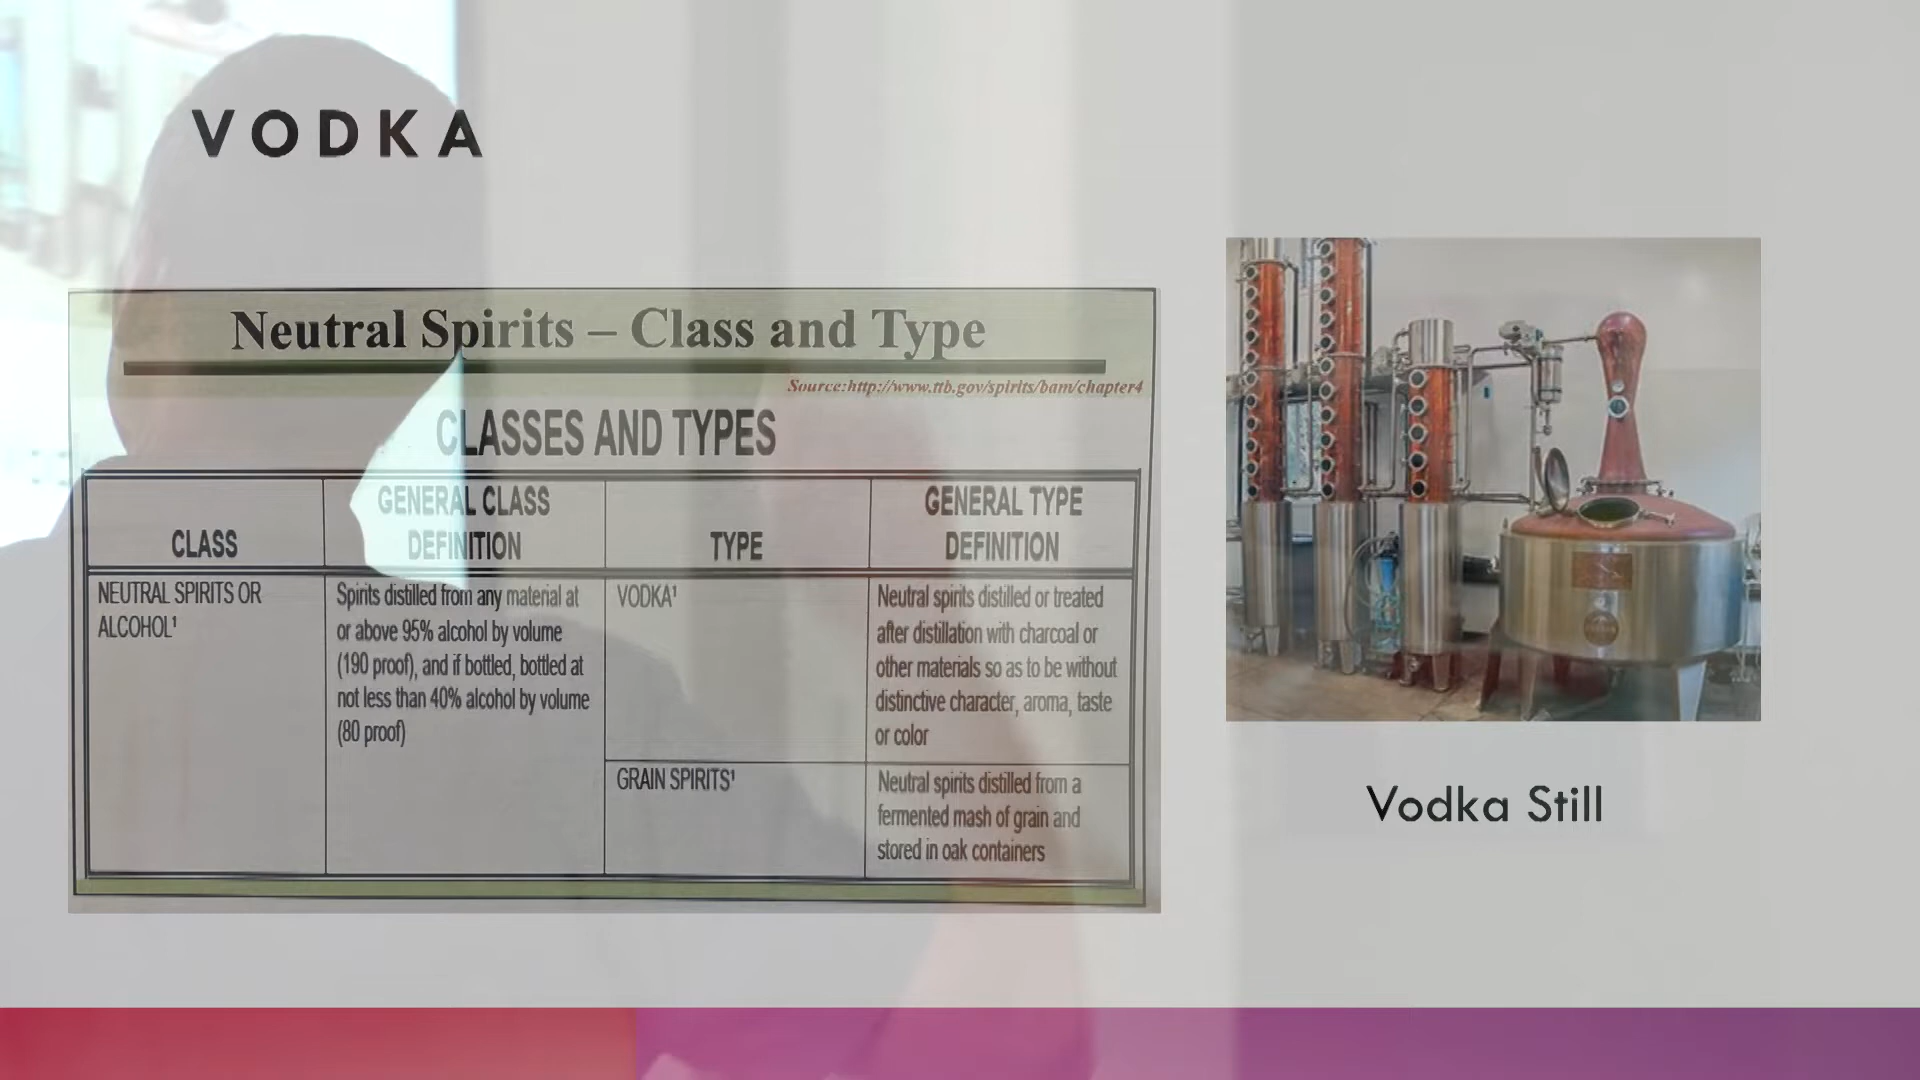 VODKA
Neutral Spirits – Class and Type
Source:http://www.ttb.gov/spirits/bam/chapter4
CLASSES AND TYPES
CLASS
GENERAL CLASS
DEFINITION
TYPE
GENERAL TYPE
DEFINITION
NEUTRAL SPIRITS OR
ALCOHOL¹
Spirits distilled from any material at
or above 95% alcohol by volume
(190 proof), and if bottled, bottled at
not less than 40% alcohol by volume
(80 proof)
VODKA¹
Neutral spirits distilled or treated
after distillation with charcoal or
other materials so as to be without
distinctive character, aroma, taste
or color
GRAIN SPIRITS¹
Neutral spirits distilled from a
fermented mash of grain and
stored in oak containers
Vodka Still